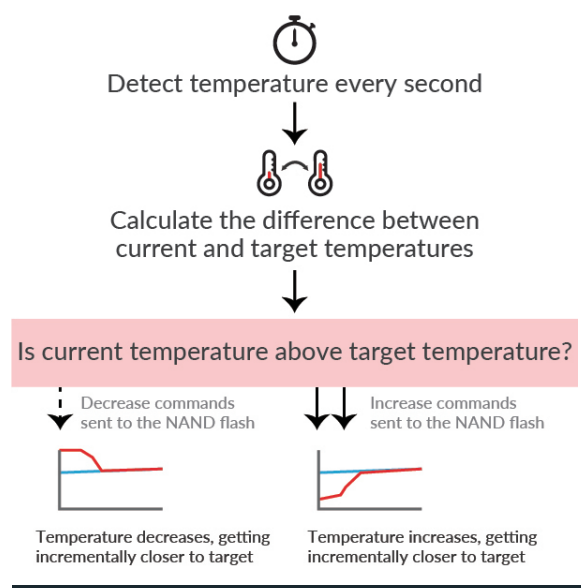 Detect temperature every second
Calculate the difference between
current and target temperatures
Is current temperature above target temperature?
Decrease commands
sent to the NAND flash
Increase commands
sent to the NAND flash
Temperature decreases, getting
incrementally closer to target
Temperature increases, getting
incrementally closer to target